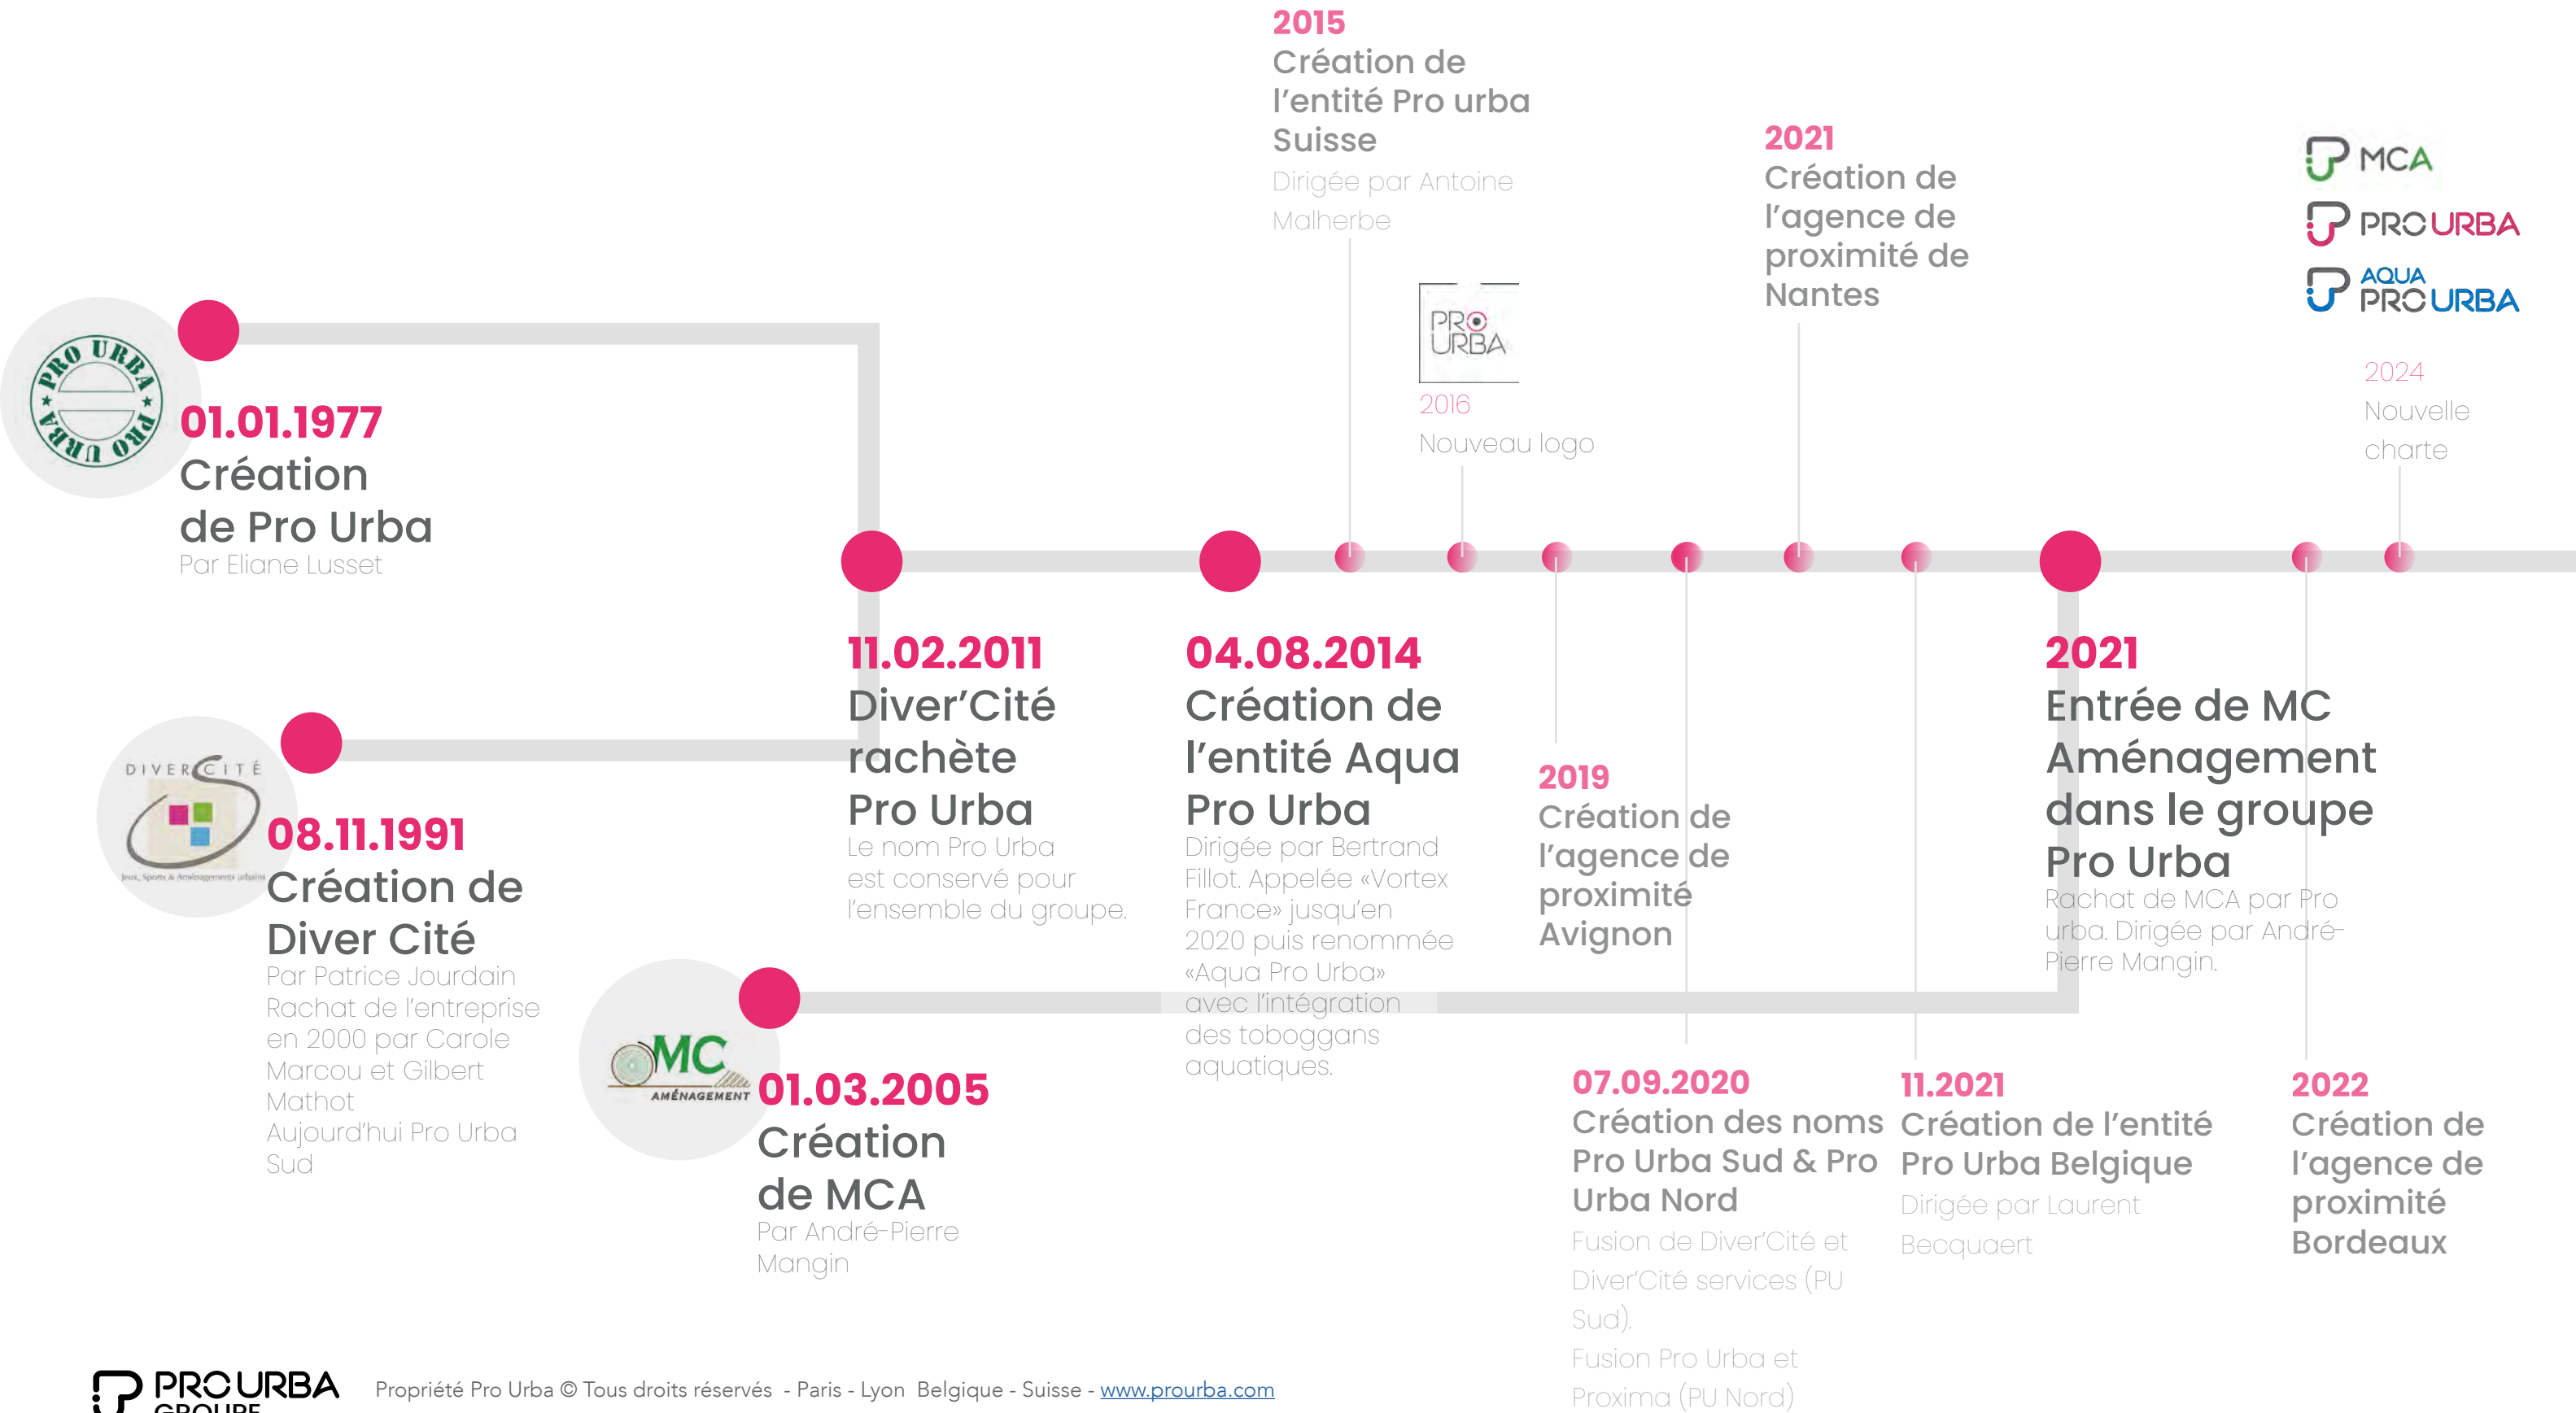 2015
Création de
l'entité Pro urba
Suisse
Dirigée par Antoine
Malherbe
2021
Création de
l'agence de
proximité de
Nantes
MCA
PRO URBA
AQUA
PRO URBA
PRO
URBA
2016
Nouveau logo
2024
Nouvelle
charte
PRO URBA ★ PRO URBA ★
01.01.1977
Création
de Pro Urba
Par Eliane Lusset
11.02.2011
Diver'Cité
rachète
Pro Urba
Le nom Pro Urba
est conservé pour
l'ensemble du groupe.
04.08.2014
Création de
l'entité Aqua
Pro Urba
Dirigée par Bertrand
Fillot. Appelée «Vortex
France» jusqu'en
2020 puis renommée
«Aqua Pro Urba»
avec l'intégration
des toboggans
aquatiques.
2019
Création de
l'agence de
proximité
Avignon
2021
Entrée de MC
Aménagement
dans le groupe
Pro Urba
Rachat de MCA par Pro
urba. Dirigée par André-
Pierre Mangin.
DIVERCITÉ
Jeux, Sports & Aménagements urbains
08.11.1991
Création de
Diver Cité
Par Patrice Jourdain
Rachat de l'entreprise
en 2000 par Carole
Marcou et Gilbert
Mathot
Aujourd'hui Pro Urba
Sud
MC
AMÉNAGEMENT
01.03.2005
Création
de MCA
Par André-Pierre
Mangin
07.09.2020
Création des noms
Pro Urba Sud & Pro
Urba Nord
Fusion de Diver'Cité et
Diver'Cité services (PU
Sud).
Fusion Pro Urba et
Proxima (PU Nord)
11.2021
Création de l'entité
Pro Urba Belgique
Dirigée par Laurent
Becquaert
2022
Création de
l'agence de
proximité
Bordeaux
PRO URBA
GROUPE
Propriété Pro Urba © Tous droits réservés - Paris - Lyon Belgique - Suisse - www.prourba.com